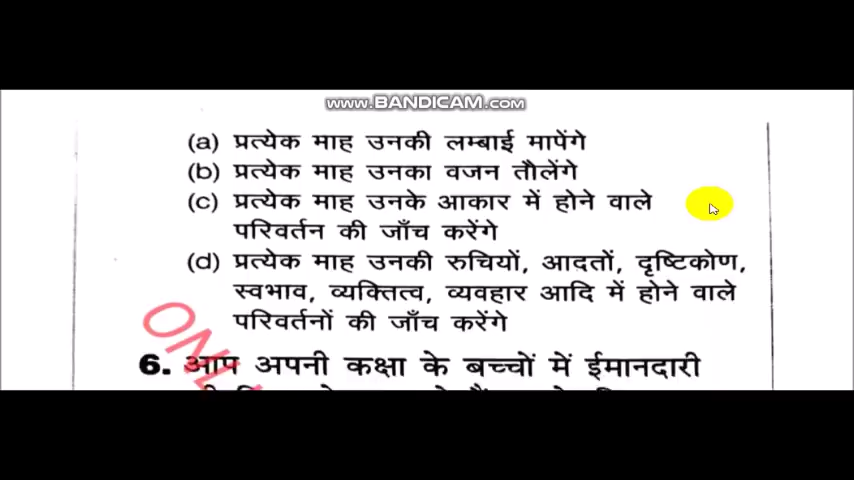 www.BANDICAM.com
(a) प्रत्येक माह उनकी लम्बाई मापेंगे
(b) प्रत्येक माह उनका वजन तौलेंगे
(c) प्रत्येक माह उनके आकार में होने वाले
परिवर्तन की जाँच करेंगे
(d) प्रत्येक माह उनकी रुचियों, आदतों, दृष्टिकोण,
स्वभाव, व्यक्तित्व, व्यवहार आदि में होने वाले
परिवर्तनों की जाँच करेंगे
6. आप अपनी कक्षा के बच्चों में ईमानदारी